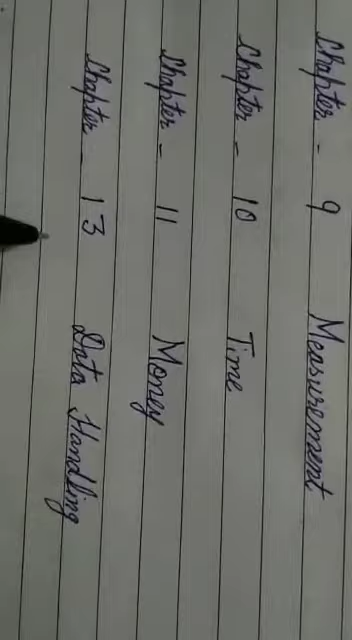 Chapter - 9 Measurement
Chapter - 10 Time
Chapter - 11 Money
Chapter - 13 Data Handling